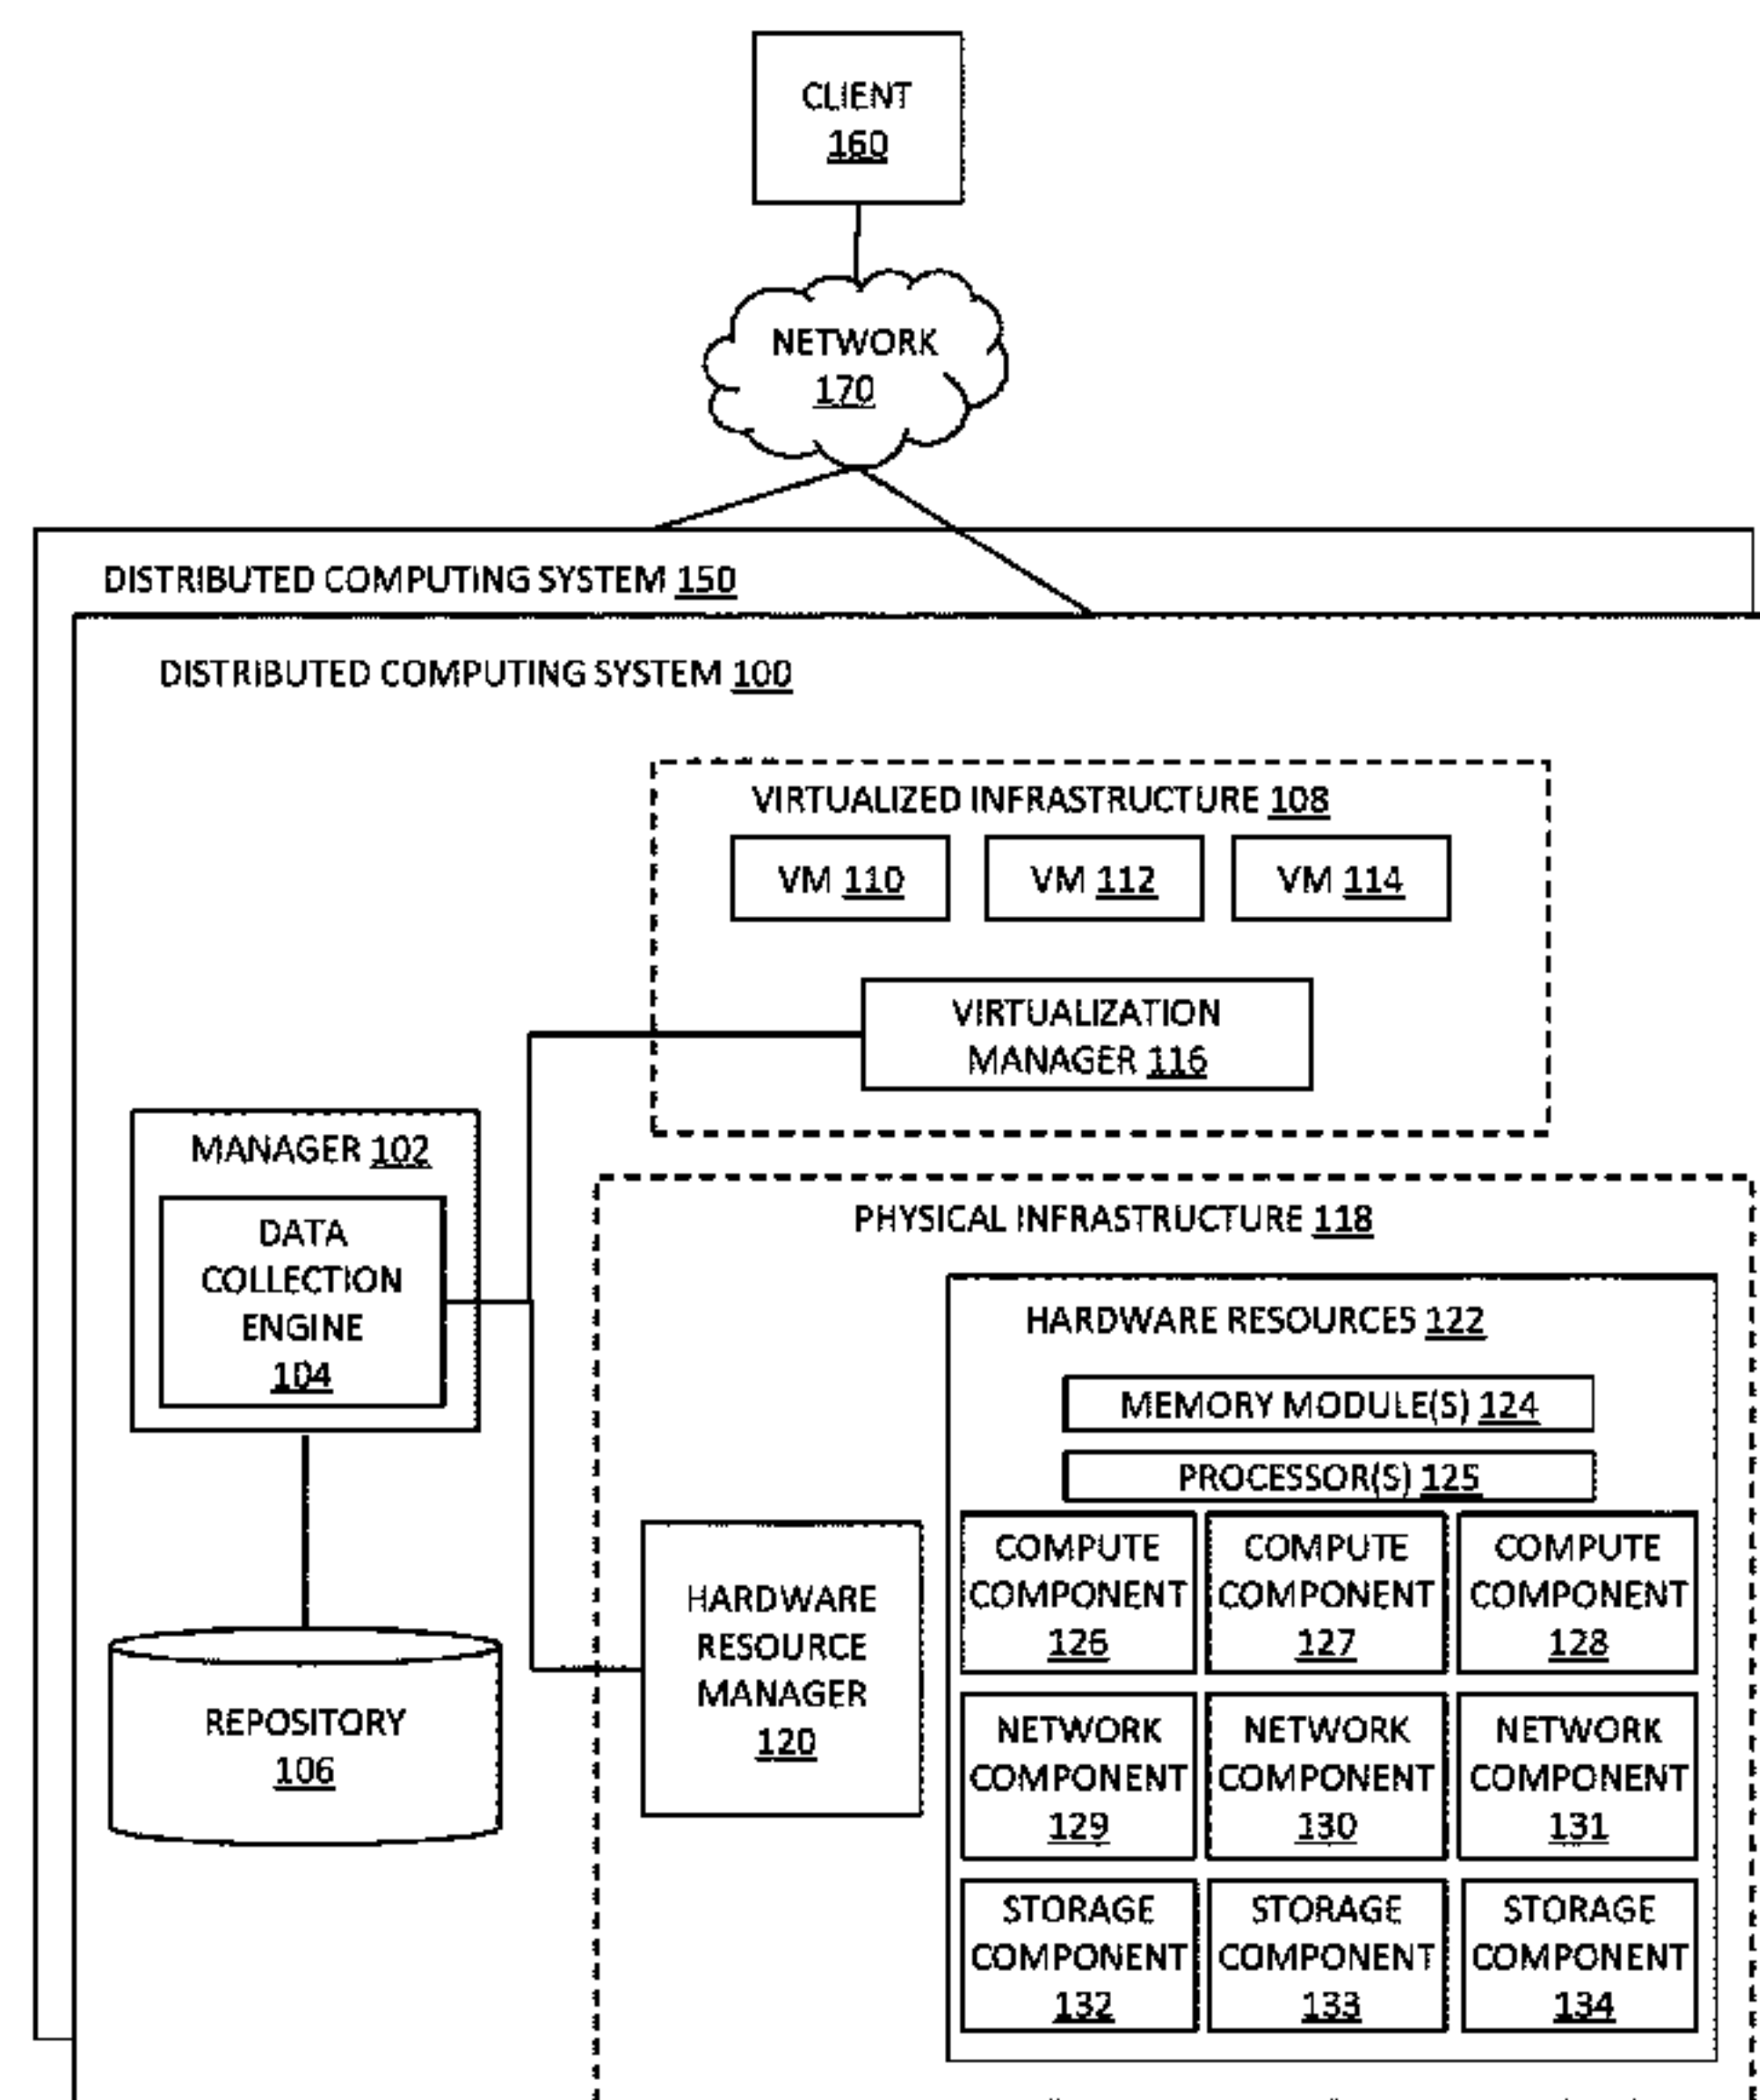 CLIENT
160
NETWORK
170
DISTRIBUTED COMPUTING SYSTEM 150
DISTRIBUTED COMPUTING SYSTEM 100
VIRTUALIZED INFRASTRUCTURE 108
VM 110
VM 112
VM 114
VIRTUALIZATION
MANAGER 116
MANAGER 102
DATA
COLLECTION
ENGINE
104
REPOSITORY
106
PHYSICAL INFRASTRUCTURE 118
HARDWARE
RESOURCE
MANAGER
120
HARDWARE RESOURCES 122
MEMORY MODULE(S) 124
PROCESSOR(S) 125
COMPUTE
COMPONENT
126
COMPUTE
COMPONENT
127
COMPUTE
COMPONENT
128
NETWORK
COMPONENT
129
NETWORK
COMPONENT
130
NETWORK
COMPONENT
131
STORAGE
COMPONENT
132
STORAGE
COMPONENT
133
STORAGE
COMPONENT
134